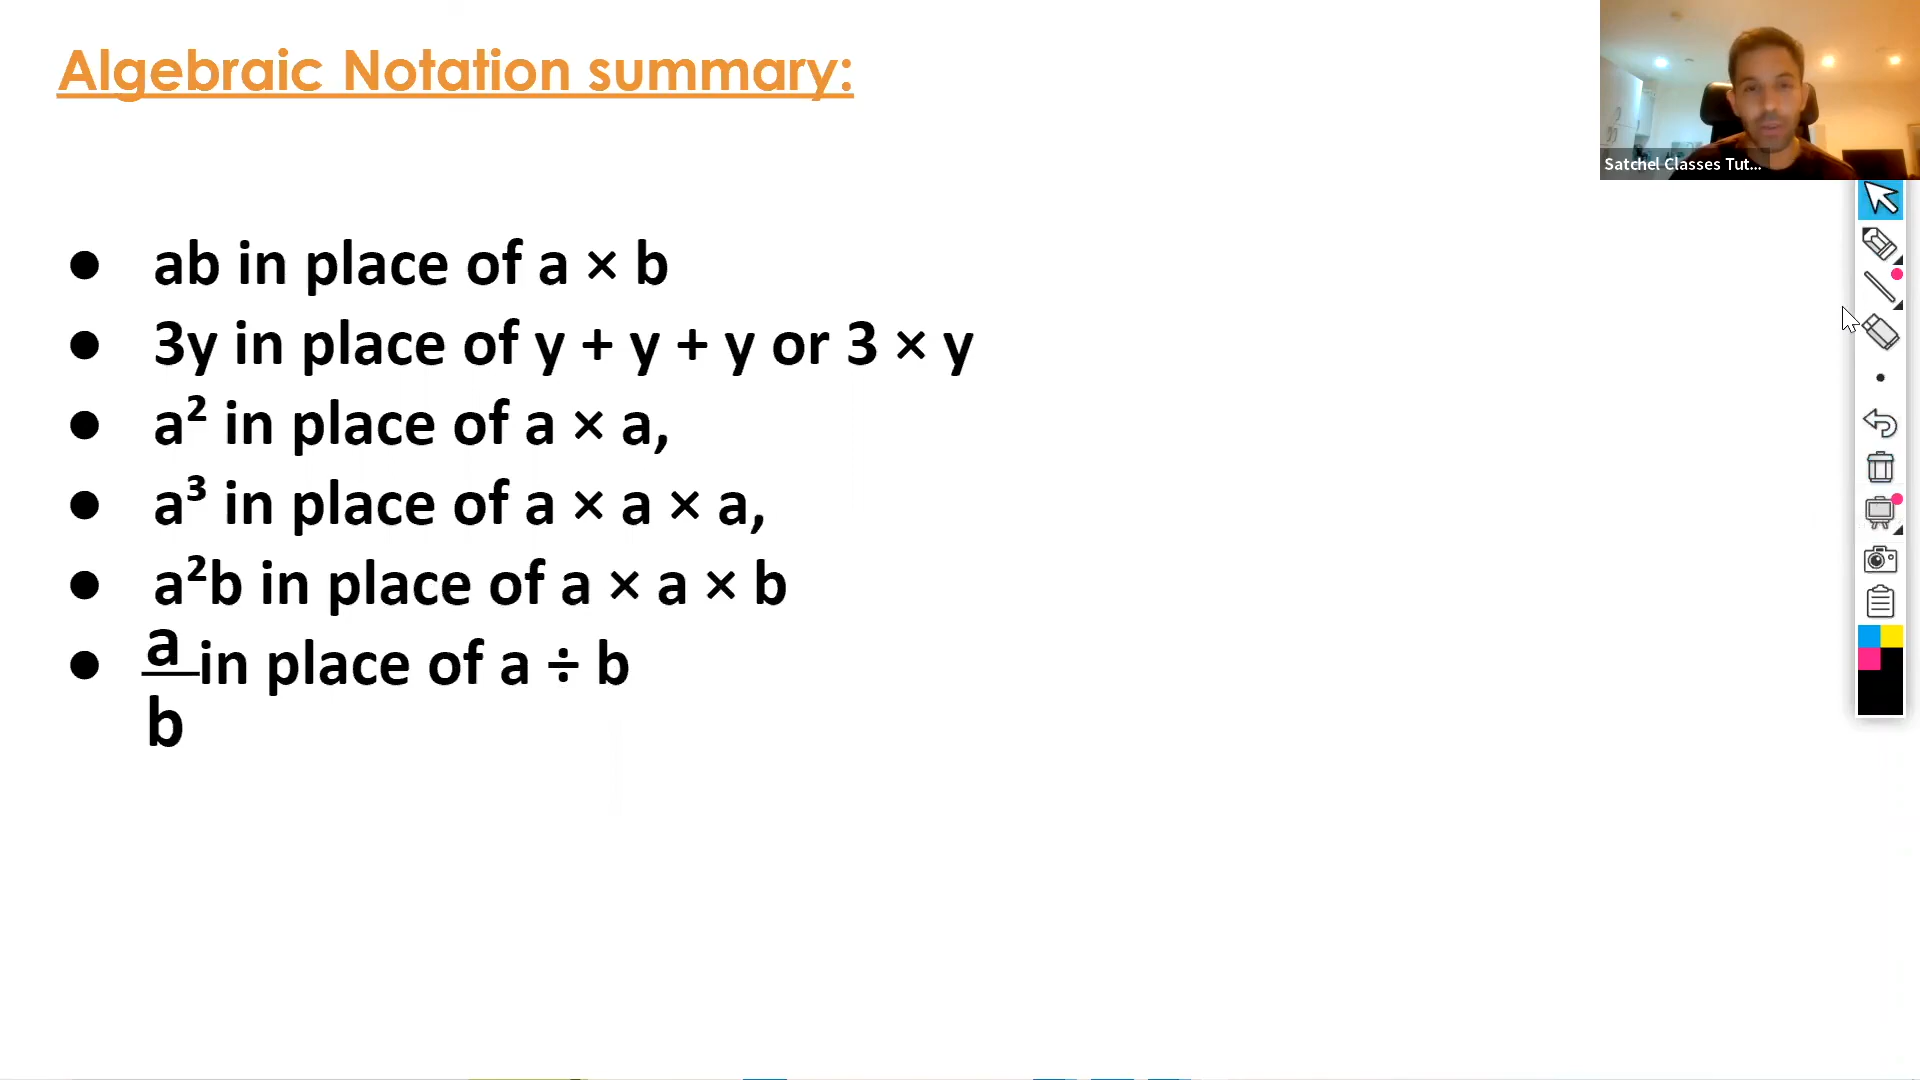 Algebraic Notation summary:
Satchel Classes Tut...
● ab in place of a × b
● 3y in place of y + y + y or 3 × y
● a² in place of a × a,
● a³ in place of a × a × a,
● a²b in place of a × a × b
● a/b in place of a ÷ b